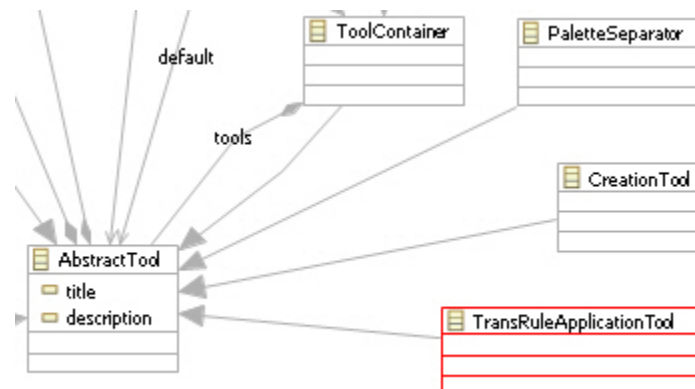 ToolContainer
PaletteSeparator
default
tools
CreationTool
AbstractTool
title
description
TransRuleApplicationTool